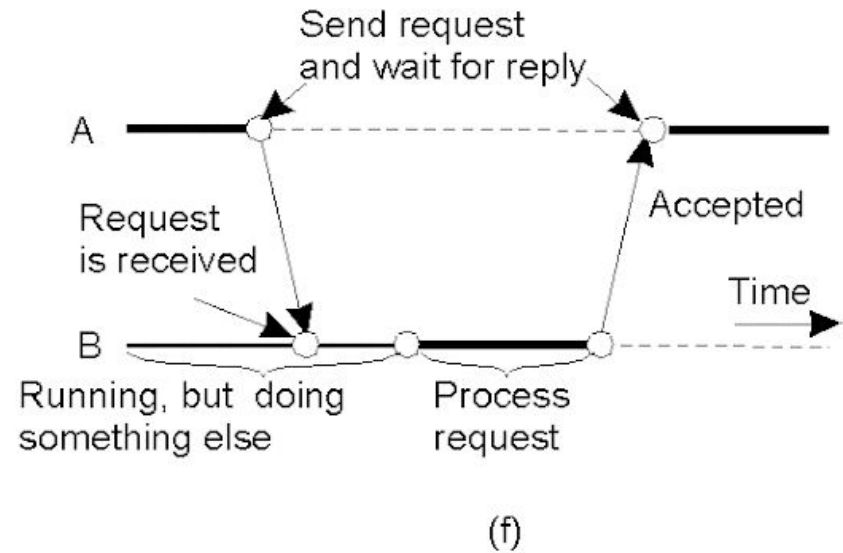 Send request
and wait for reply
A
Accepted
Request
is received
Time
B
Running, but doing
something else
Process
request
(f)